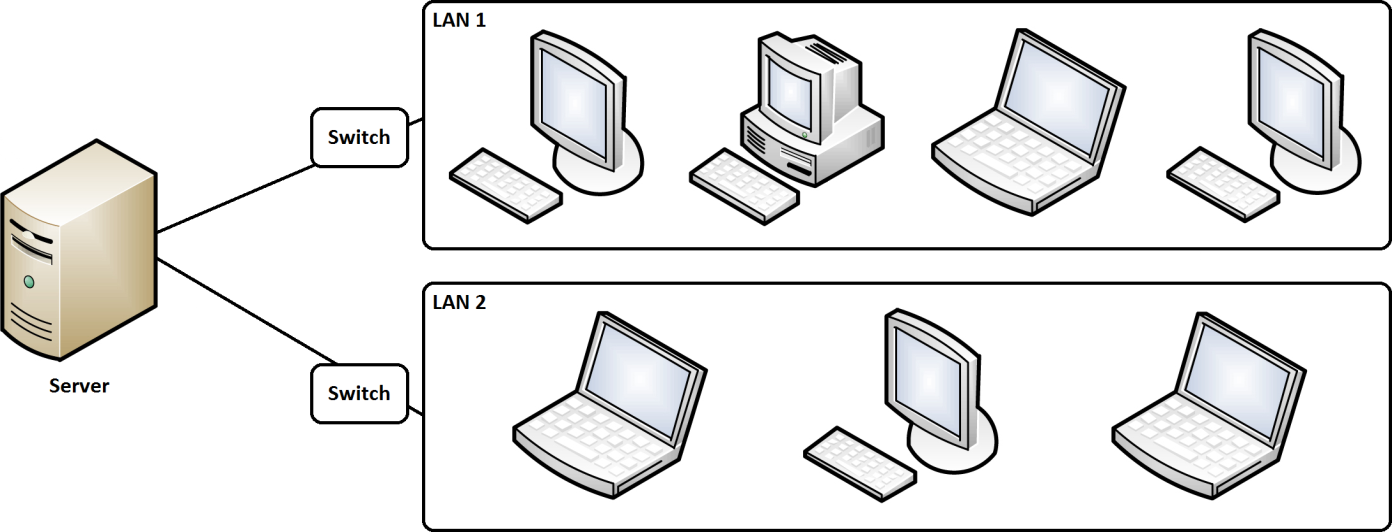 LAN 1
Switch
Server
LAN 2
Switch